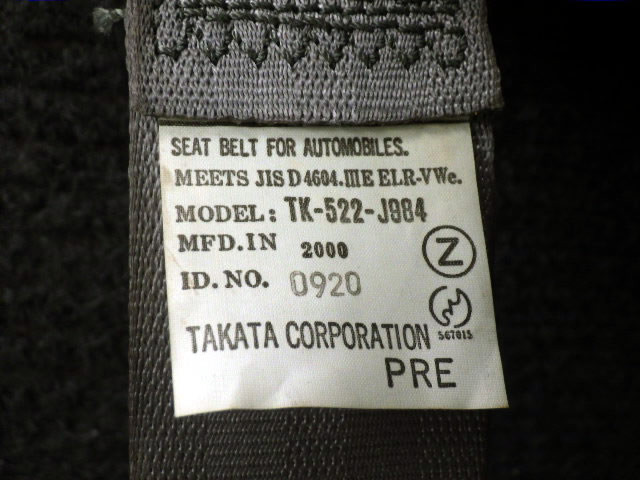 SEAT BELT FOR AUTOMOBILES.
MEETS JIS D 4604.IIIE ELR-VWe.
MODEL: TK-522-J984
MFD.IN 2000
Z
ID.NO. 0920
567015
TAKATA CORPORATION
PRE